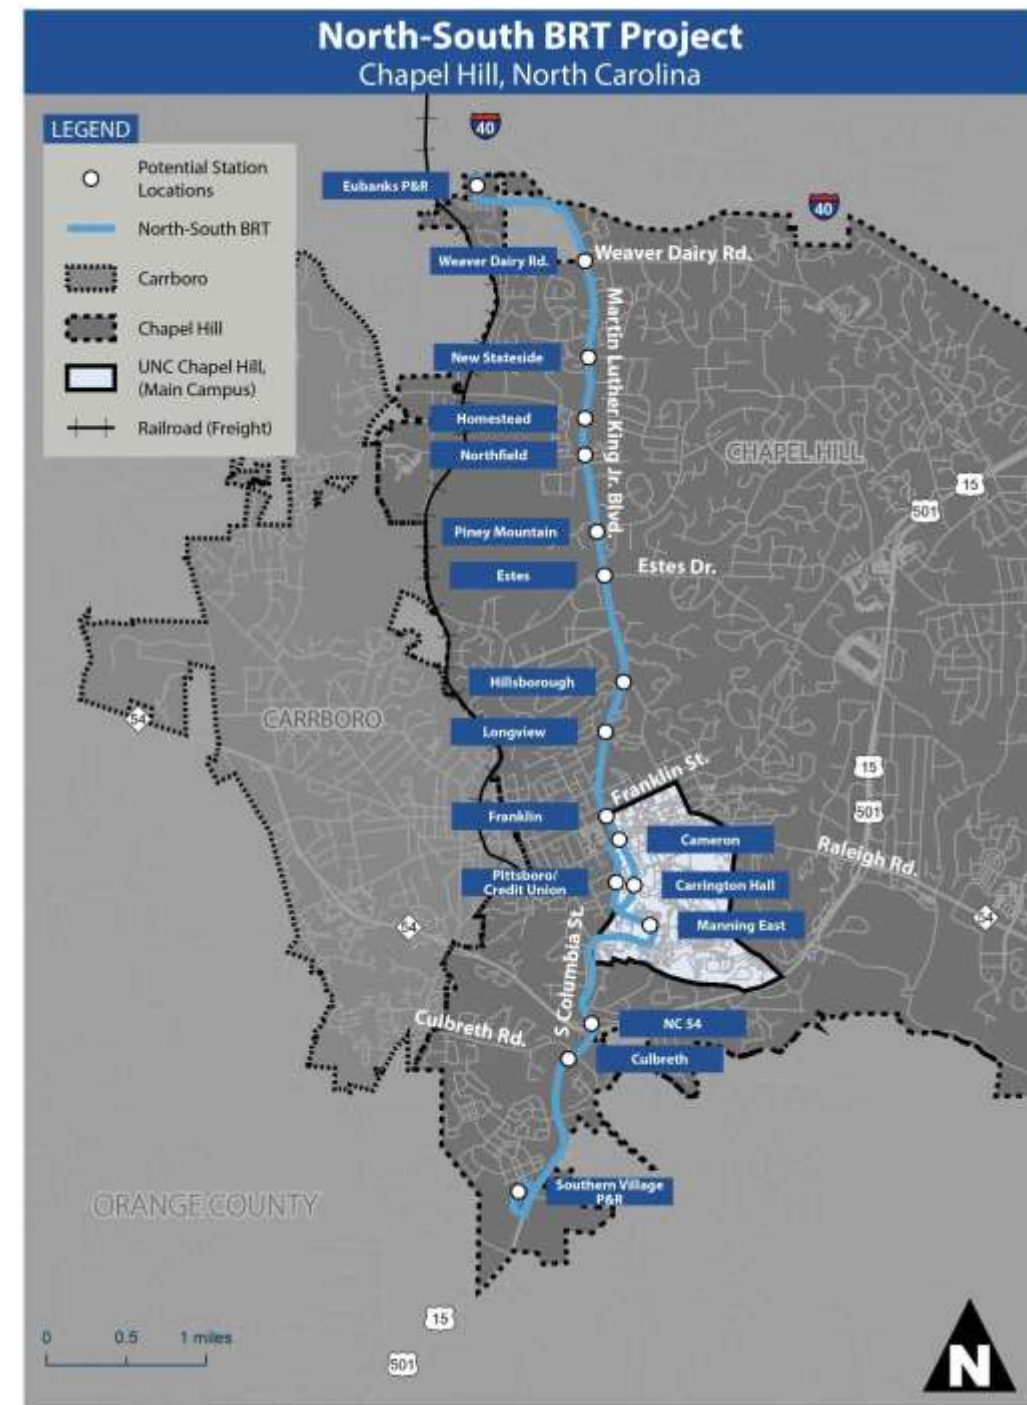 North-South BRT Project
Chapel Hill, North Carolina
LEGEND
Potential Station
Locations
North-South BRT
Carrboro
Chapel Hill
UNC Chapel Hill,
(Main Campus)
Railroad (Freight)
40
40
Eubanks P&R
Weaver Dairy Rd.
Weaver Dairy Rd.
Martin Luther King Jr. Blvd.
New Stateside
Homestead
Northfield
CHAPEL HILL
15
501
Piney Mountain
Estes
Estes Dr.
Hillsborough
54
CARRBORO
Longview
15
501
Franklin St.
Franklin
Cameron
Raleigh Rd.
Pittsboro/
Credit Union
Carrington Hall
54
54
Manning East
S Columbia St.
Culbreth Rd.
NC 54
Culbreth
Southern Village
P&R
ORANGE COUNTY
15
501
0 0.5 1 miles
N